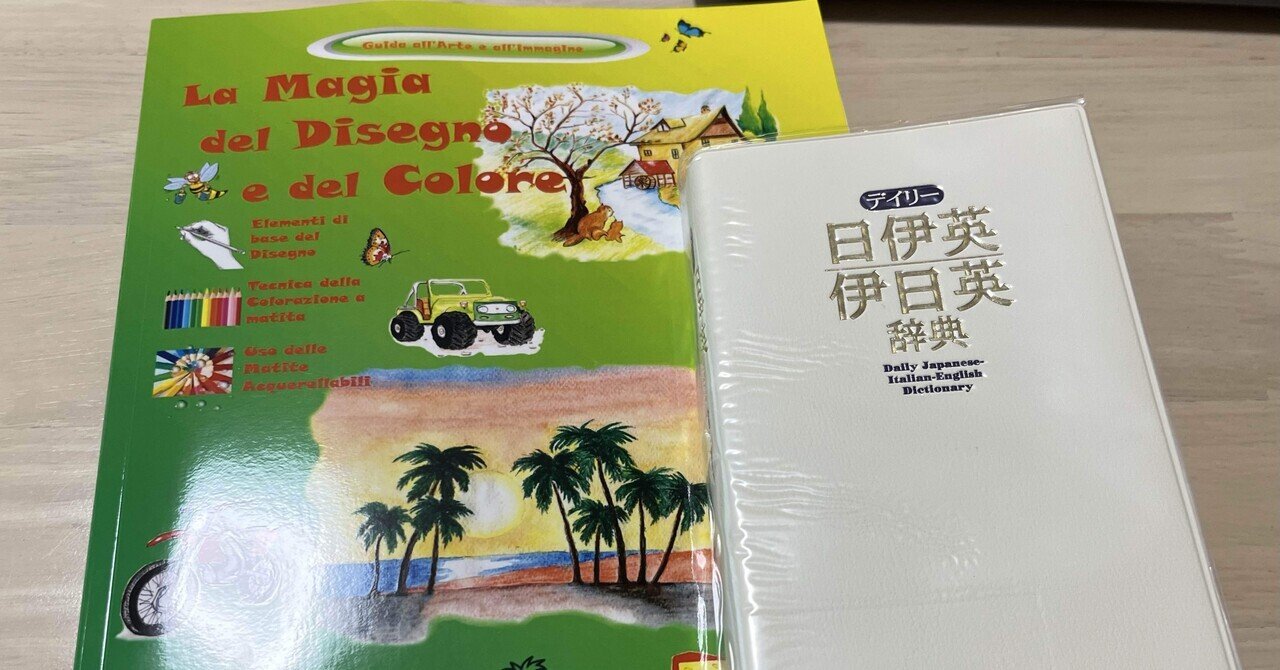 Guida all'Arte e all'Immagine
La Magia
del Disegno
e del Colore
Elementi di
base del
Disegno
Tecnica della
Colorazione a
matita
Uso delle
Matite
Acquerellabili
デイリー
日伊英
伊日英
辞典
Daily Japanese-
Italian-English
Dictionary